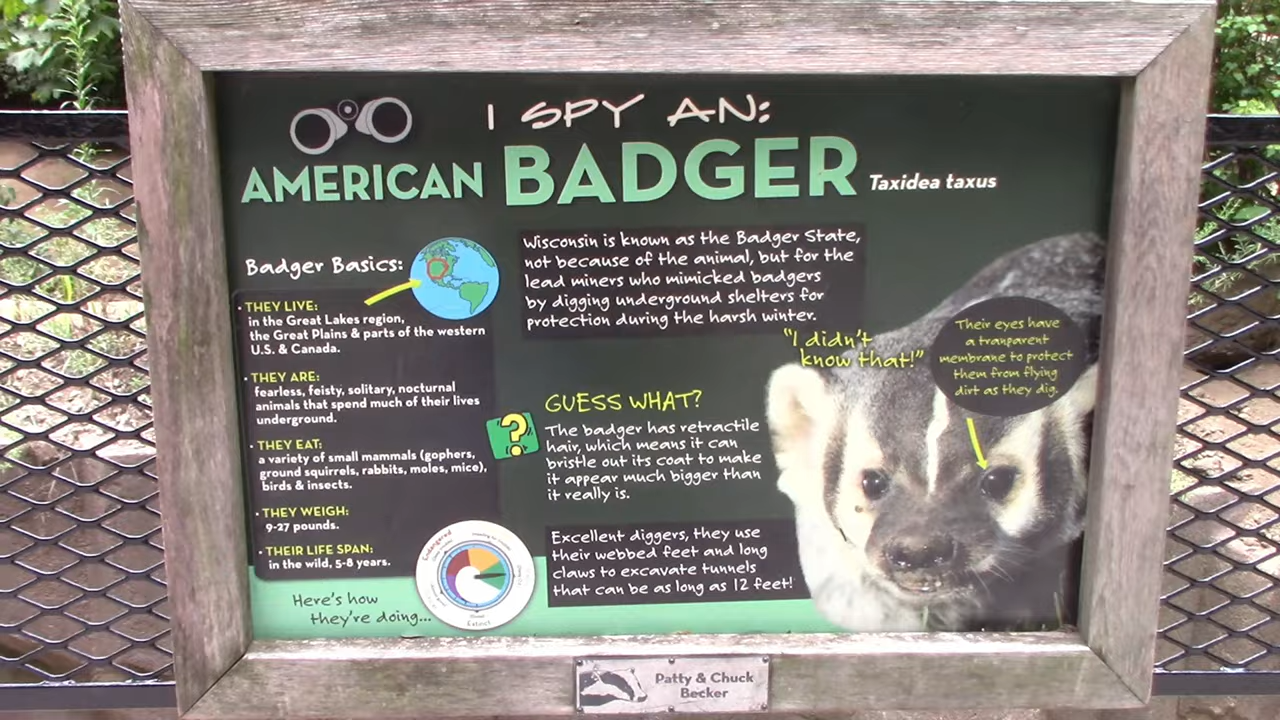 I SPY AN:
AMERICAN BADGER Taxidea taxus
Badger Basics:
• THEY LIVE:
in the Great Lakes region,
the Great Plains & parts of the western
U.S. & Canada.
• THEY ARE:
fearless, feisty, solitary, nocturnal
animals that spend much of their lives
underground.
• THEY EAT:
a variety of small mammals (gophers,
ground squirrels, rabbits, moles, mice),
birds & insects.
• THEY WEIGH:
9-27 pounds.
• THEIR LIFE SPAN:
in the wild, 5-8 years.
Here's how
they're doing...
Endangered
Extinct
Wisconsin is known as the Badger State,
not because of the animal, but for the
lead miners who mimicked badgers
by digging underground shelters for
protection during the harsh winter.
"I didn't
know that!"
Their eyes have
a tranparent
membrane to protect
them from flying
dirt as they dig.
?
GUESS WHAT?
The badger has retractile
hair, which means it can
bristle out its coat to make
it appear much bigger than
it really is.
Excellent diggers, they use
their webbed feet and long
claws to excavate tunnels
that can be as long as 12 feet!
Patty & Chuck
Becker